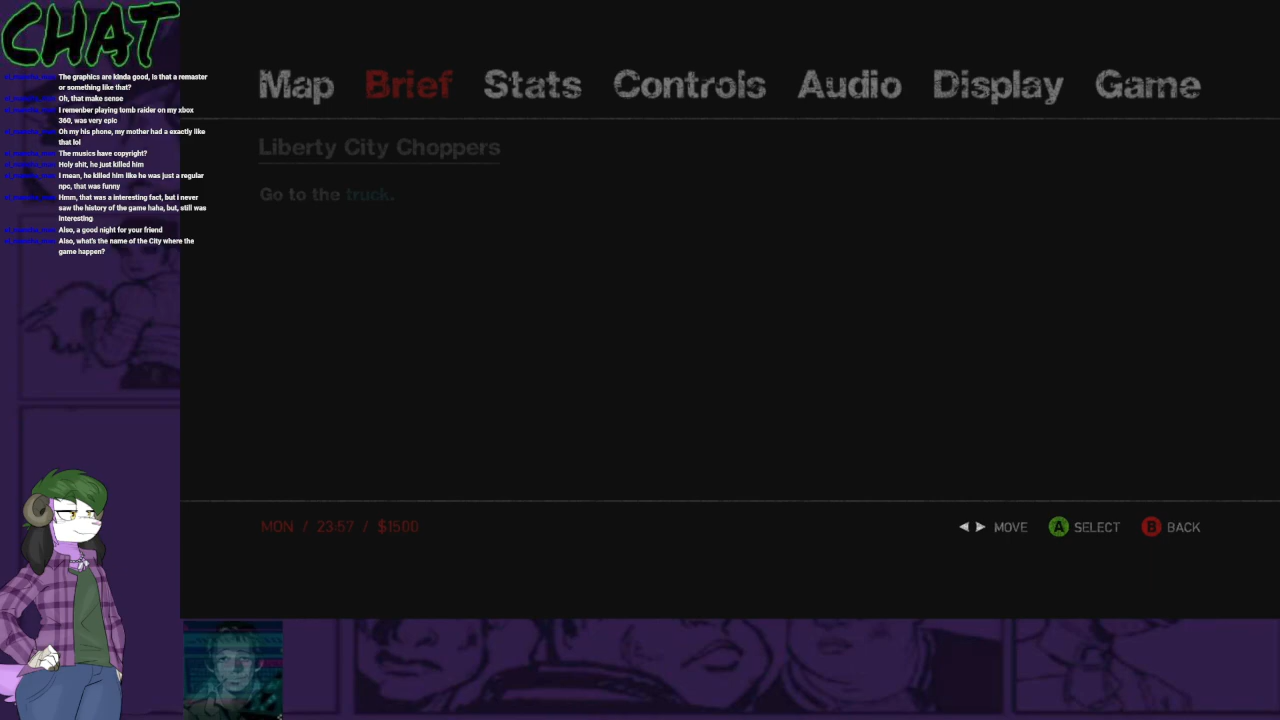 CHAT
The graphics are kinda good, is that a remaster
or something like that?
Oh, that make sense
I remember playing tomb raider on my xbox
360, was very epic
Oh my his phone, my mother had a exactly like
that lol
The musics have copyright?
Holy shit, he just killed him
I mean, he killed him like he was just a regular
npc, that was funny
Hmm, that was a interesting fact, but i never
saw the history of the game haha, but, still was
interesting
Also, a good night for your friend
Also, what's the name of the City where the
game happen?
Map Brief Stats Controls Audio Display Game
Liberty City Choppers
Go to the truck.
MON / 23:57 / $1500
MOVE A SELECT B BACK